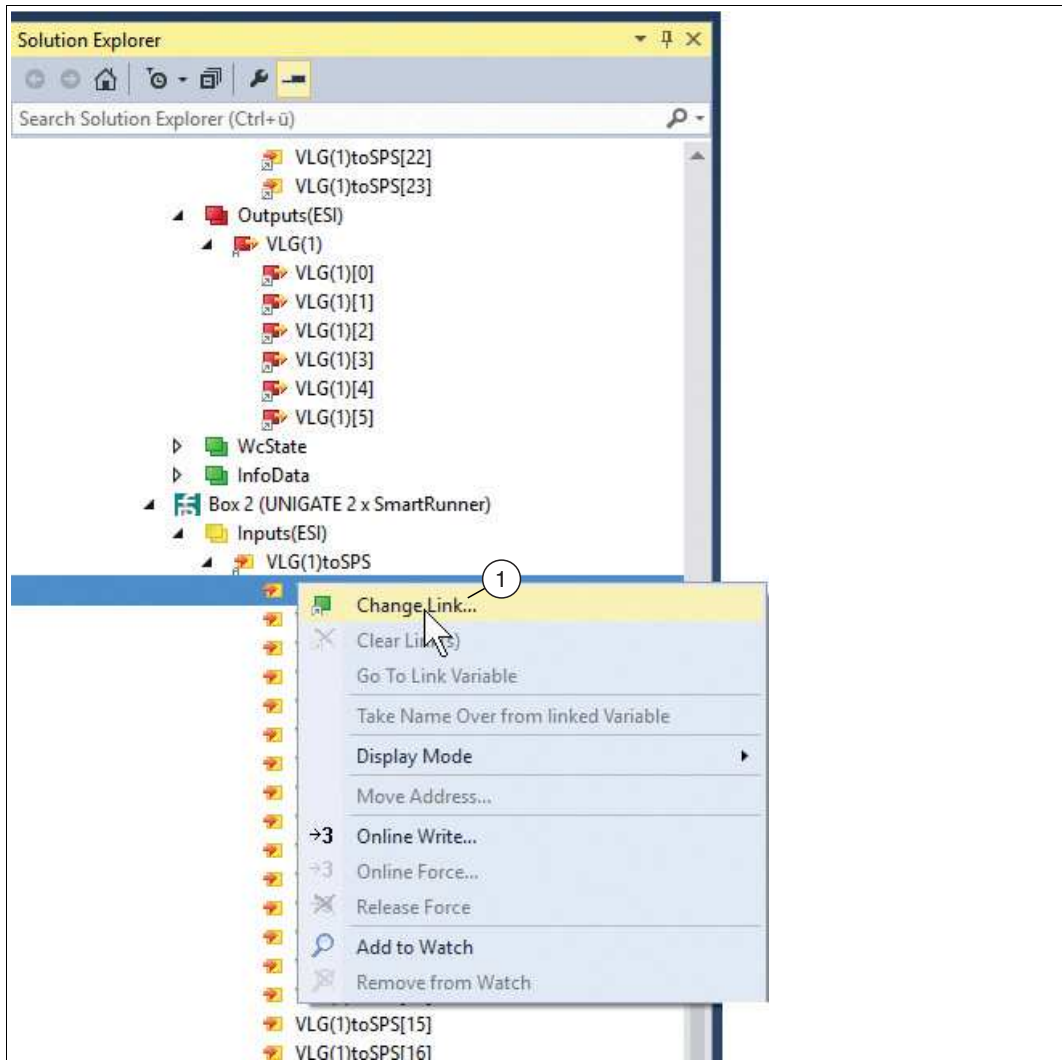 Solution Explorer
Search Solution Explorer (Ctrl+ü)
VLG(1)toSPS[22]
VLG(1)toSPS[23]
Outputs(ESI)
VLG(1)
VLG(1)[0]
VLG(1)[1]
VLG(1)[2]
VLG(1)[3]
VLG(1)[4]
VLG(1)[5]
WcState
InfoData
Box 2 (UNIGATE 2 x SmartRunner)
Inputs(ESI)
VLG(1)toSPS
1
Change Link...
Clear Link(s)
Go To Link Variable
Take Name Over from linked Variable
Display Mode
Move Address...
→3 Online Write...
→3 Online Force...
Release Force
Add to Watch
Remove from Watch
VLG(1)toSPS[15]
VLG(1)toSPS[16]